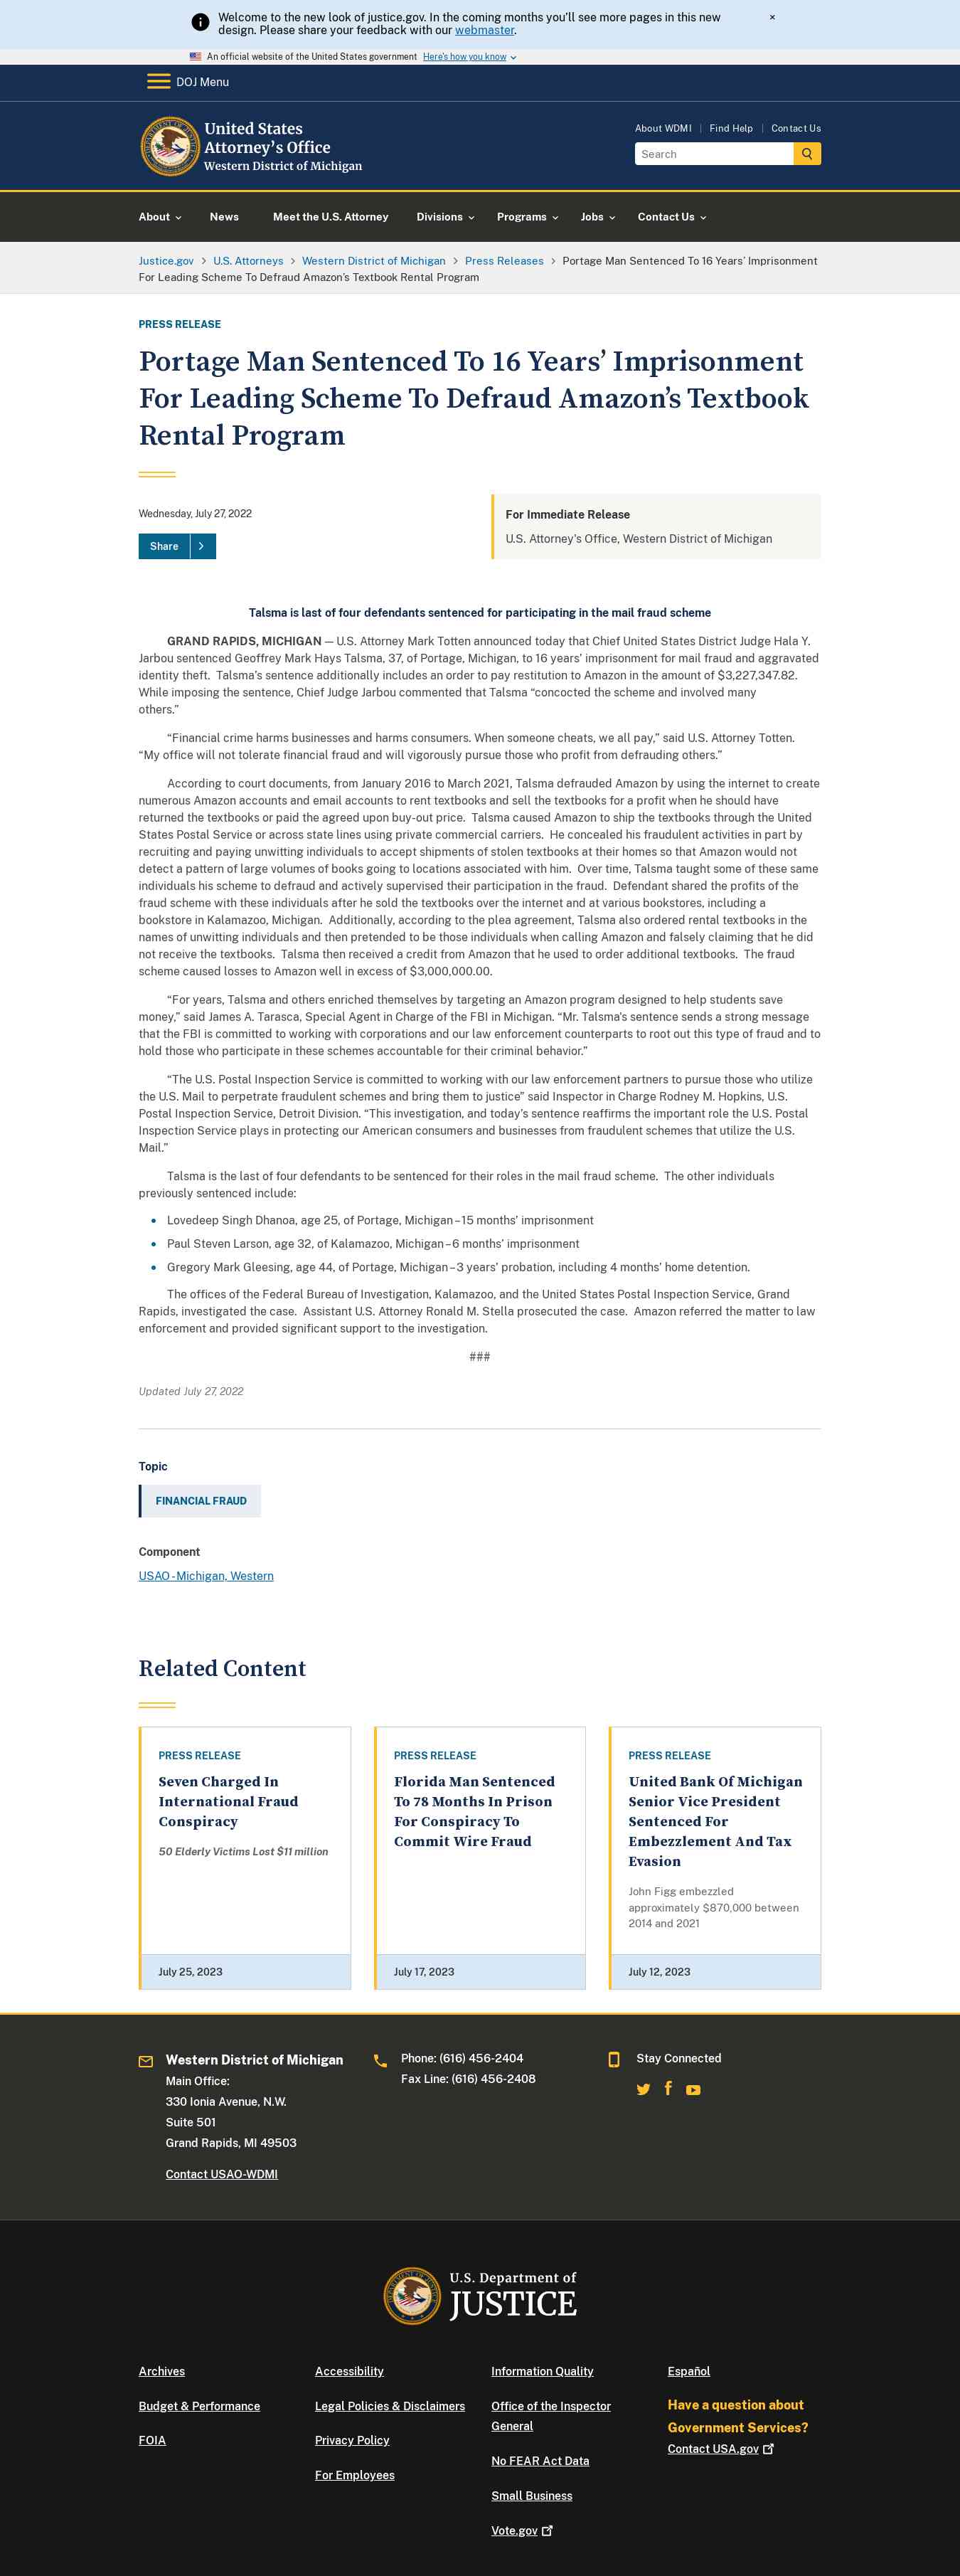 Welcome to the new look of justice.gov. In the coming months you'll see more pages in this new
design. Please share your feedback with our webmaster.
×
An official website of the United States government Here's how you know
DOJ Menu
United States
Attorney's Office
Western District of Michigan
About WDMI | Find Help | Contact Us
Search
About News Meet the U.S. Attorney Divisions Programs Jobs Contact Us
Justice.gov > U.S. Attorneys > Western District of Michigan > Press Releases > Portage Man Sentenced To 16 Years' Imprisonment
For Leading Scheme To Defraud Amazon's Textbook Rental Program
PRESS RELEASE
Portage Man Sentenced To 16 Years’ Imprisonment
For Leading Scheme To Defraud Amazon’s Textbook
Rental Program
Wednesday, July 27, 2022
Share >
For Immediate Release
U.S. Attorney's Office, Western District of Michigan
Talsma is last of four defendants sentenced for participating in the mail fraud scheme
GRAND RAPIDS, MICHIGAN — U.S. Attorney Mark Totten announced today that Chief United States District Judge Hala Y.
Jarbou sentenced Geoffrey Mark Hays Talsma, 37, of Portage, Michigan, to 16 years’ imprisonment for mail fraud and aggravated
identity theft. Talsma’s sentence additionally includes an order to pay restitution to Amazon in the amount of $3,227,347.82.
While imposing the sentence, Chief Judge Jarbou commented that Talsma “concocted the scheme and involved many
others.”
“Financial crime harms businesses and harms consumers. When someone cheats, we all pay,” said U.S. Attorney Totten.
“My office will not tolerate financial fraud and will vigorously pursue those who profit from defrauding others.”
According to court documents, from January 2016 to March 2021, Talsma defrauded Amazon by using the internet to create
numerous Amazon accounts and email accounts to rent textbooks and sell the textbooks for a profit when he should have
returned the textbooks or paid the agreed upon buy-out price. Talsma caused Amazon to ship the textbooks through the United
States Postal Service or across state lines using private commercial carriers. He concealed his fraudulent activities in part by
recruiting and paying unwitting individuals to accept shipments of stolen textbooks at their homes so that Amazon would not
detect a pattern of large volumes of books going to locations associated with him. Over time, Talsma taught some of these same
individuals his scheme to defraud and actively supervised their participation in the fraud. Defendant shared the profits of the
fraud scheme with these individuals after he sold the textbooks over the internet and at various bookstores, including a
bookstore in Kalamazoo, Michigan. Additionally, according to the plea agreement, Talsma also ordered rental textbooks in the
names of unwitting individuals and then pretended to be those individuals when calling Amazon and falsely claiming that he did
not receive the textbooks. Talsma then received a credit from Amazon that he used to order additional textbooks. The fraud
scheme caused losses to Amazon well in excess of $3,000,000.00.
“For years, Talsma and others enriched themselves by targeting an Amazon program designed to help students save
money,” said James A. Tarasca, Special Agent in Charge of the FBI in Michigan. “Mr. Talsma's sentence sends a strong message
that the FBI is committed to working with corporations and our law enforcement counterparts to root out this type of fraud and to
hold those who participate in these schemes accountable for their criminal behavior.”
“The U.S. Postal Inspection Service is committed to working with our law enforcement partners to pursue those who utilize
the U.S. Mail to perpetrate fraudulent schemes and bring them to justice” said Inspector in Charge Rodney M. Hopkins, U.S.
Postal Inspection Service, Detroit Division. “This investigation, and today’s sentence reaffirms the important role the U.S. Postal
Inspection Service plays in protecting our American consumers and businesses from fraudulent schemes that utilize the U.S.
Mail.”
Talsma is the last of four defendants to be sentenced for their roles in the mail fraud scheme. The other individuals
previously sentenced include:
• Lovedeep Singh Dhanoa, age 25, of Portage, Michigan – 15 months’ imprisonment
• Paul Steven Larson, age 32, of Kalamazoo, Michigan – 6 months’ imprisonment
• Gregory Mark Gleesing, age 44, of Portage, Michigan – 3 years’ probation, including 4 months’ home detention.
The offices of the Federal Bureau of Investigation, Kalamazoo, and the United States Postal Inspection Service, Grand
Rapids, investigated the case. Assistant U.S. Attorney Ronald M. Stella prosecuted the case. Amazon referred the matter to law
enforcement and provided significant support to the investigation.
###
Updated July 27, 2022
Topic
FINANCIAL FRAUD
Component
USAO - Michigan, Western
Related Content
PRESS RELEASE
Seven Charged In
International Fraud
Conspiracy
50 Elderly Victims Lost $11 million
July 25, 2023
PRESS RELEASE
Florida Man Sentenced
To 78 Months In Prison
For Conspiracy To
Commit Wire Fraud
July 17, 2023
PRESS RELEASE
United Bank Of Michigan
Senior Vice President
Sentenced For
Embezzlement And Tax
Evasion
John Figg embezzled
approximately $870,000 between
2014 and 2021
July 12, 2023
Western District of Michigan
Main Office:
330 Ionia Avenue, N.W.
Suite 501
Grand Rapids, MI 49503
Contact USAO-WDMI
Phone: (616) 456-2404
Fax Line: (616) 456-2408
Stay Connected
U.S. Department of
JUSTICE
Archives
Budget & Performance
FOIA
Accessibility
Legal Policies & Disclaimers
Privacy Policy
For Employees
Information Quality
Office of the Inspector
General
No FEAR Act Data
Small Business
Vote.gov
Español
Have a question about
Government Services?
Contact USA.gov